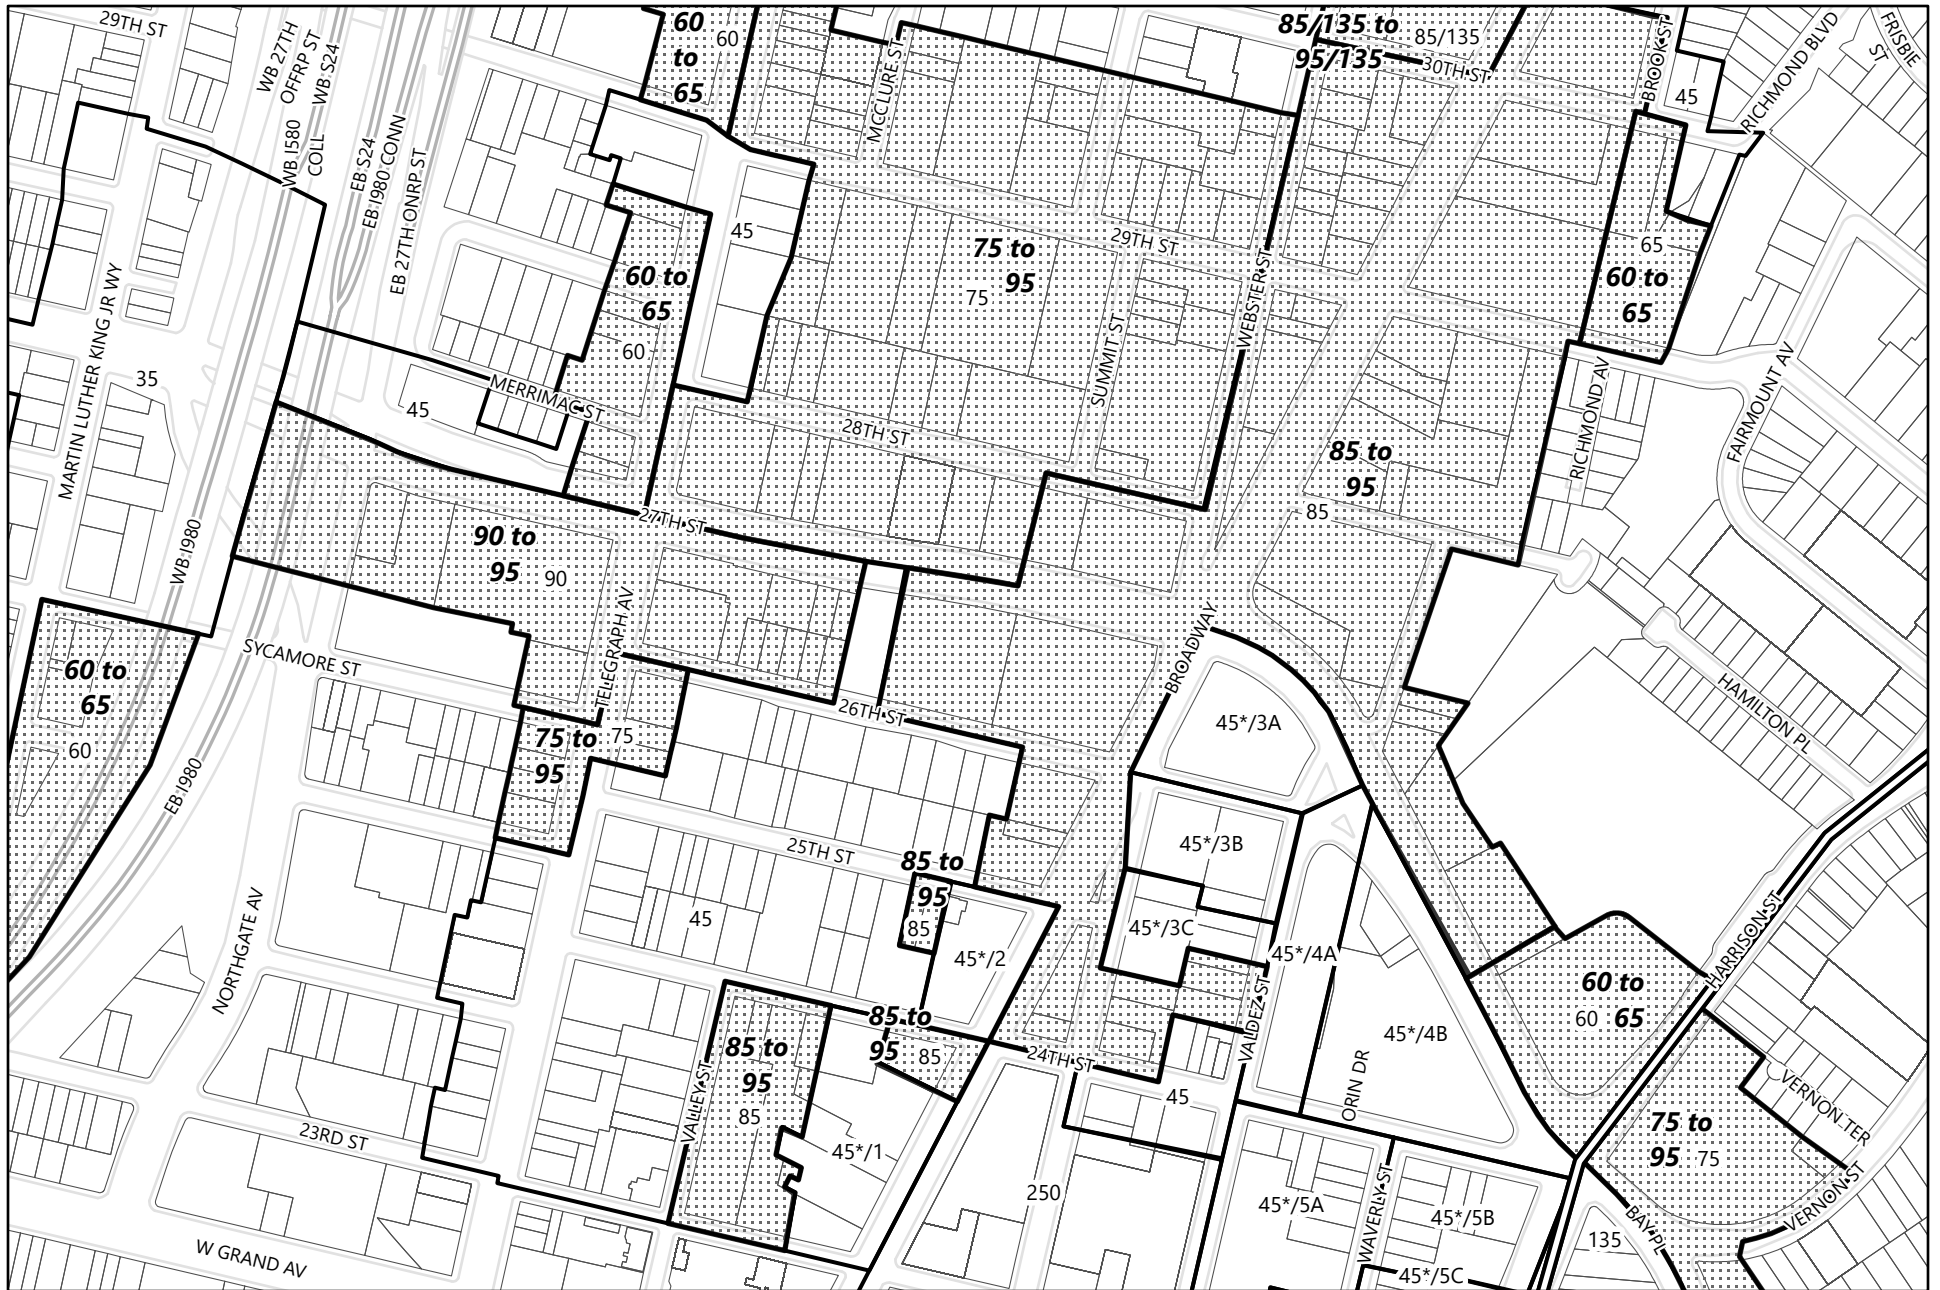 29TH ST
WB 27TH
OFFRP ST
WB I580
COLL
WB S24
EB S24
EB I980 CONN
EB 27TH ONRP ST
60
to
65
60
MCCLURE ST
85/135 to
95/135
85/135
30TH ST
BROOK ST
45
RICHMOND BLVD
FRISBIE
ST
45
60 to
65
60
75 to
95
75
29TH ST
WEBSTER ST
SUMMIT ST
65
60 to
65
MARTIN LUTHER KING JR WY
35
45
MERRIMAC ST
28TH ST
85 to
95
85
RICHMOND AV
FAIRMOUNT AV
WB I980
27TH ST
90 to
95
90
TELEGRAPH AV
SYCAMORE ST
BROADWAY
60 to
65
60
EB I980
75 to
95
75
26TH ST
45*/3A
HAMILTON PL
25TH ST
45*/3B
85 to
95
85
45
45*/3C
45*/2
45*/4A
NORTHGATE AV
HARRISON ST
60 to
65
60
85 to
95
85
85 to
95
85
VALLEY ST
24TH ST
VALDEZ ST
45*/4B
ORIN DR
45
VERNON TER
75 to
95
75
23RD ST
45*/1
250
45*/5A
WAVERLY ST
45*/5B
45*/5C
BAY PL
135
VERNON ST
W GRAND AV